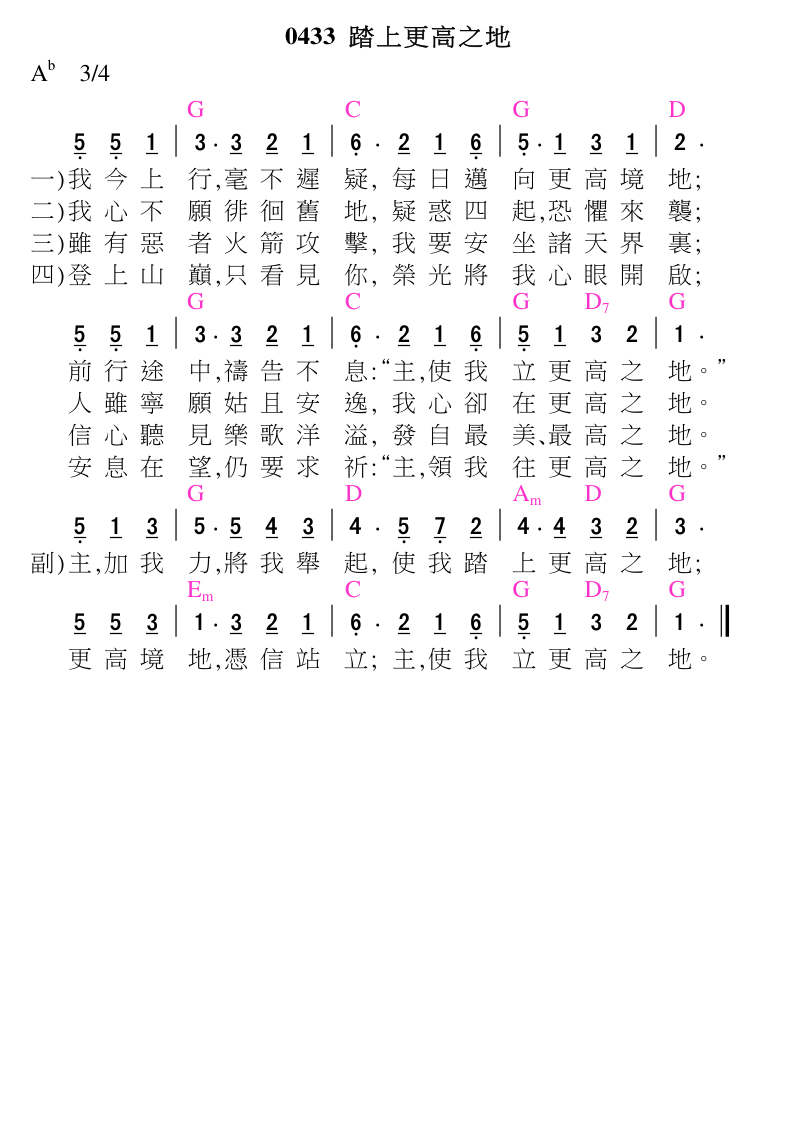 0433 踏上更高之地
Ab 3/4
G C G D
5 5 1 | 3 · 3 2 1 | 6 · 2 1 6 | 5 · 1 3 1 | 2 ·
一)我今上行,毫不遲疑,每日邁向更高境地;
二)我心不願徘徊舊地,疑惑四起,恐懼來襲;
三)雖有惡者火箭攻擊,我要安坐諸天界裏;
四)登上山巔,只看見你,榮光將我心眼開啟;
G C G D7 G
5 5 1 | 3 · 3 2 1 | 6 · 2 1 6 | 5 1 3 2 | 1 ·
前行途中,禱告不息:“主,使我立更高之地。”
人雖寧願姑且安逸,我心卻在更高之地。
信心聽見樂歌洋溢,發自最美、最高之地。
安息在望,仍要求祈:“主,領我往更高之地。”
G D Am D G
5 1 3 | 5 · 5 4 3 | 4 · 5 7 2 | 4 · 4 3 2 | 3 ·
副)主,加我力,將我舉起,使我踏上更高之地;
Em C G D7 G
5 5 3 | 1 · 3 2 1 | 6 · 2 1 6 | 5 1 3 2 | 1 · ‖
更高境地,憑信站立;主,使我立更高之地。